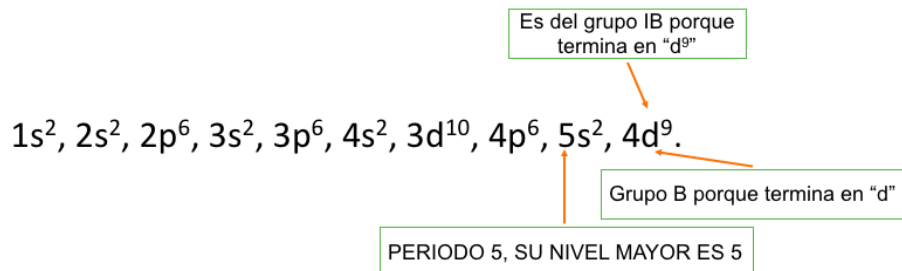 Es del grupo IB porque
termina en “d⁹”
1s², 2s², 2p⁶, 3s², 3p⁶, 4s², 3d¹⁰, 4p⁶, 5s², 4d⁹.
Grupo B porque termina en “d”
PERIODO 5, SU NIVEL MAYOR ES 5